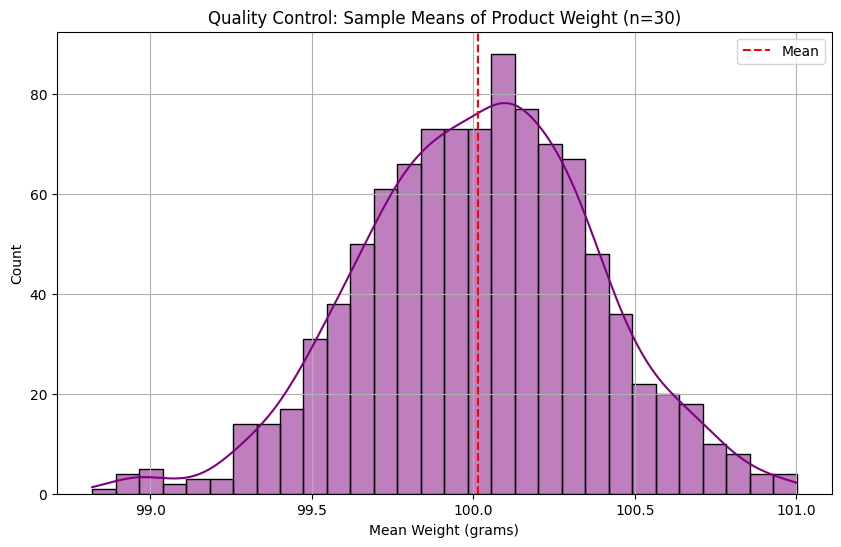 Quality Control: Sample Means of Product Weight (n=30)
Mean
80
60
40
20
0
Count
99.0 99.5 100.0 100.5 101.0
Mean Weight (grams)